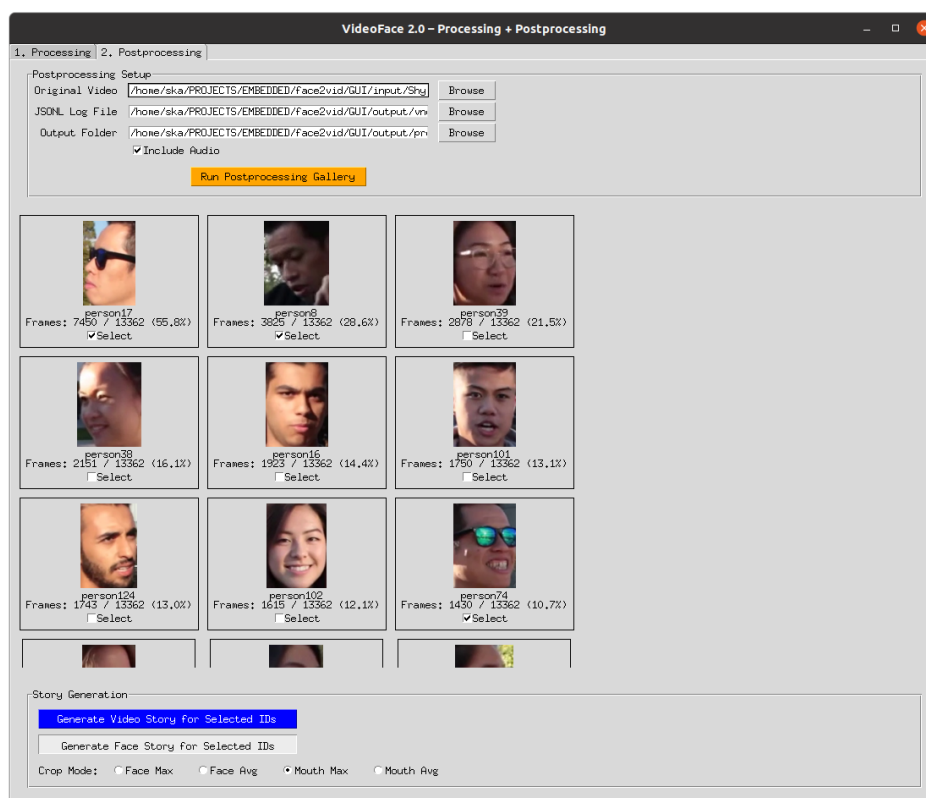 VideoFace 2.0 – Processing + Postprocessing
1. Processing 2. Postprocessing
Postprocessing Setup
Original Video /home/ska/PROJECTS/EMBEDDED/face2vid/GUI/input/Shy Browse
JSONL Log File /home/ska/PROJECTS/EMBEDDED/face2vid/GUI/output/vn Browse
Output Folder /home/ska/PROJECTS/EMBEDDED/face2vid/GUI/output/pr Browse
Include Audio
Run Postprocessing Gallery
person17 person8 person39
Frames: 7450 / 13362 (55.8%) Frames: 3825 / 13362 (28.6%) Frames: 2878 / 13362 (21.5%)
Select Select Select
person38 person16 person101
Frames: 2151 / 13362 (16.1%) Frames: 1923 / 13362 (14.4%) Frames: 1750 / 13362 (13.1%)
Select Select Select
person124 person102 person74
Frames: 1743 / 13362 (13.0%) Frames: 1615 / 13362 (12.1%) Frames: 1430 / 13362 (10.7%)
Select Select Select
Story Generation
Generate Video Story for Selected IDs
Generate Face Story for Selected IDs
Crop Mode: Face Max Face Avg Mouth Max Mouth Avg